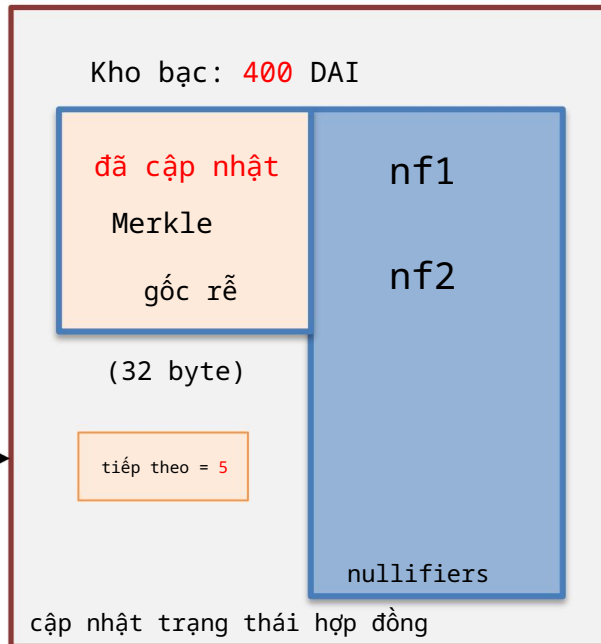 Kho bạc: 400 DAI
đã cập nhật
Merkle
gốc rễ
(32 byte)
tiếp theo = 5
nf1
nf2
nullifiers
cập nhật trạng thái hợp đồng